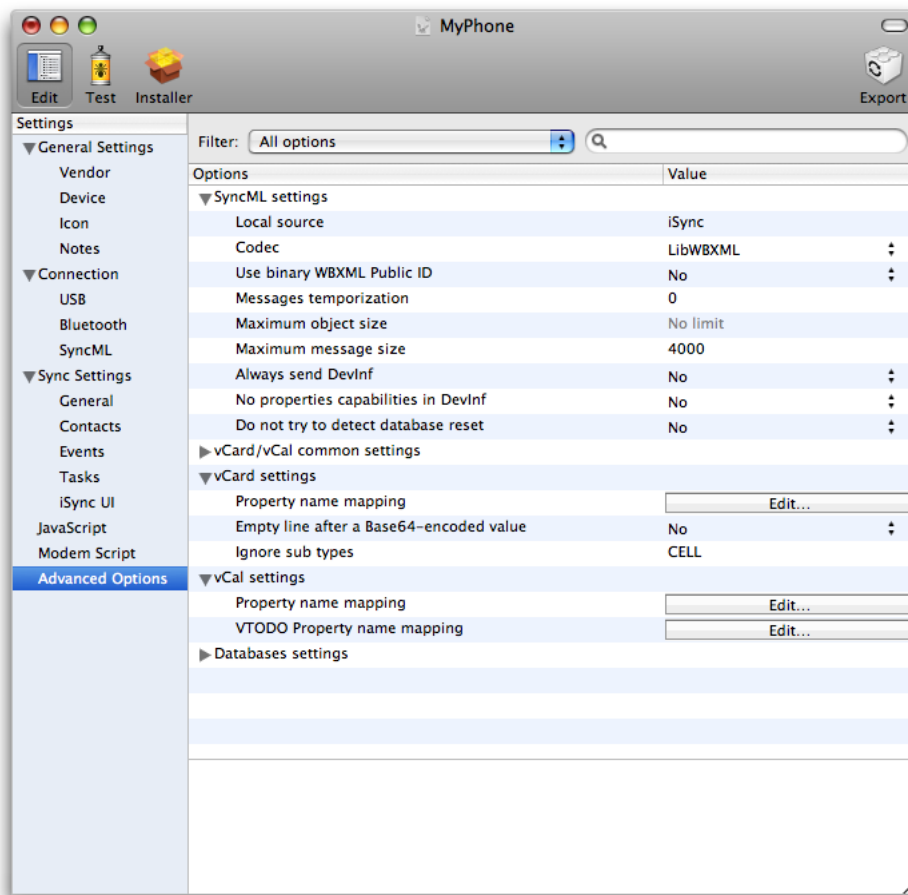 MyPhone
Edit Test Installer Export
Settings
General Settings
Vendor
Device
Icon
Notes
Connection
USB
Bluetooth
SyncML
Sync Settings
General
Contacts
Events
Tasks
iSync UI
JavaScript
Modem Script
Advanced Options
Filter: All options
Options Value
SyncML settings
Local source iSync
Codec LibWBXML
Use binary WBXML Public ID No
Messages temporization 0
Maximum object size No limit
Maximum message size 4000
Always send DevInf No
No properties capabilities in DevInf No
Do not try to detect database reset No
vCard/vCal common settings
vCard settings
Property name mapping Edit...
Empty line after a Base64-encoded value No
Ignore sub types CELL
vCal settings
Property name mapping Edit...
VTODO Property name mapping Edit...
Databases settings